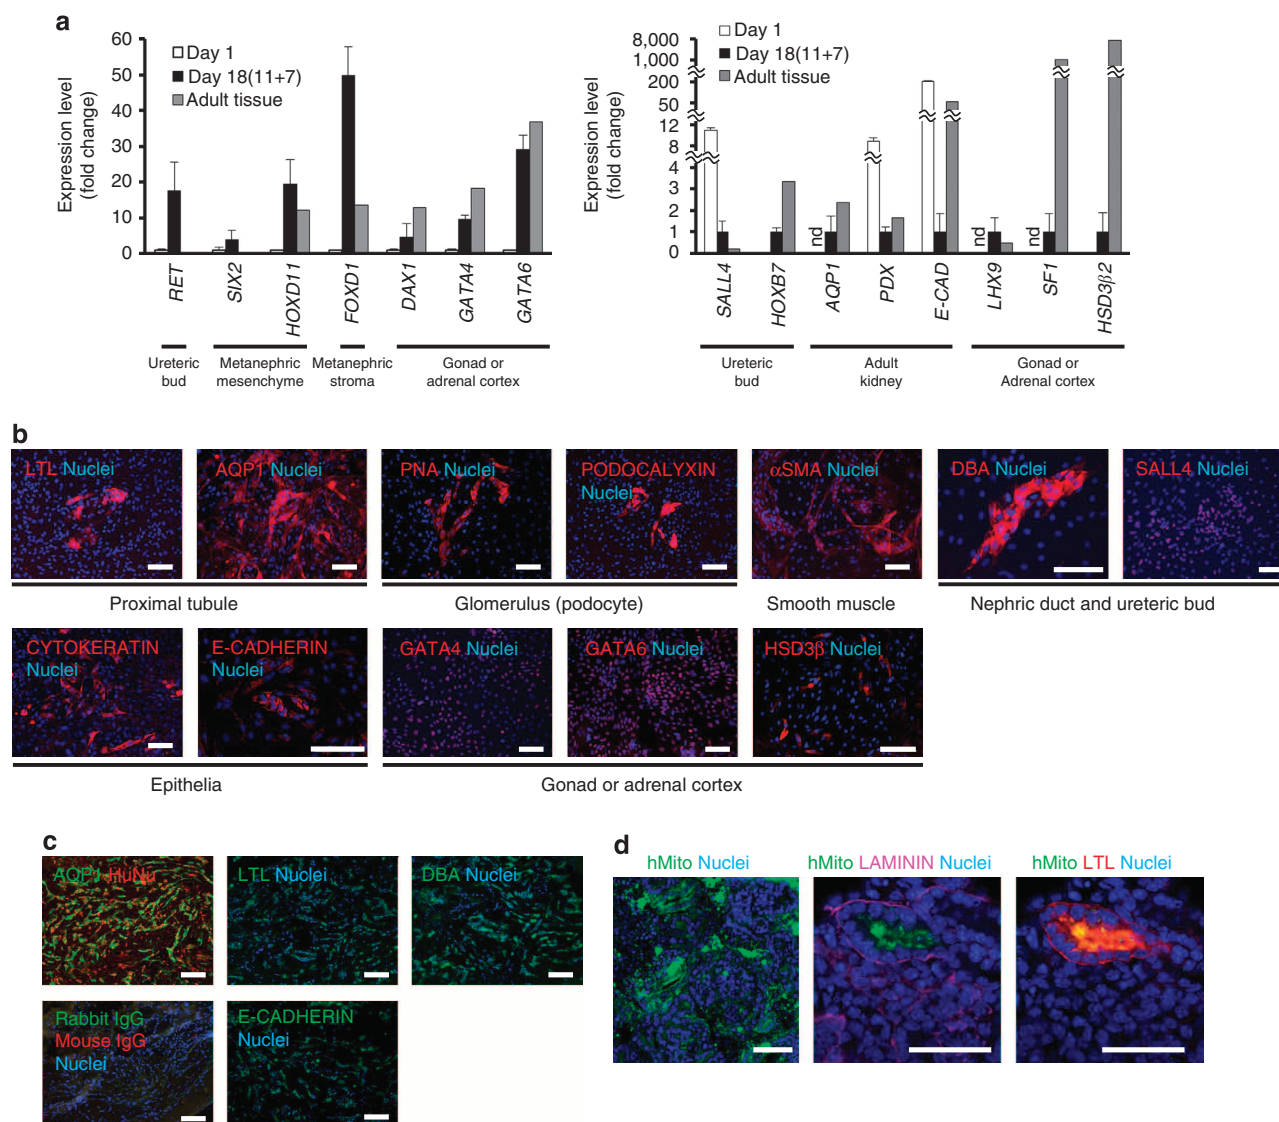 a
Expression level
(fold change)
60
50
40
30
20
10
0
Day 1
Day 18(11+7)
Adult tissue
RET
SIX2
HOXD11
FOXD1
DAX1
GATA4
GATA6
Ureteric
bud
Metanephric
mesenchyme
Metanephric
stroma
Gonad or
adrenal cortex
Expression level
(fold change)
8,000
1,000
200
50
12
8
4
3
2
1
0
Day 1
Day 18(11+7)
Adult tissue
nd
nd
nd
SALL4
HOXB7
AQP1
PDX
E-CAD
LHX9
SF1
HSD3β2
Ureteric
bud
Adult
kidney
Gonad or
Adrenal cortex
b
LTL Nuclei
AQP1 Nuclei
PNA Nuclei
PODOCALYXIN
Nuclei
αSMA Nuclei
DBA Nuclei
SALL4 Nuclei
Proximal tubule
Glomerulus (podocyte)
Smooth muscle
Nephric duct and ureteric bud
CYTOKERATIN
Nuclei
E-CADHERIN
Nuclei
GATA4 Nuclei
GATA6 Nuclei
HSD3β Nuclei
Epithelia
Gonad or adrenal cortex
c
AQP1 HuNu
LTL Nuclei
DBA Nuclei
Rabbit IgG
Mouse IgG
Nuclei
E-CADHERIN
Nuclei
d
hMito Nuclei
hMito LAMININ Nuclei
hMito LTL Nuclei